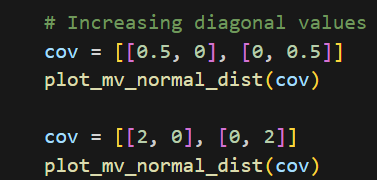 # Increasing diagonal values
cov = [[0.5, 0], [0, 0.5]]
plot_mv_normal_dist(cov)
cov = [[2, 0], [0, 2]]
plot_mv_normal_dist(cov)